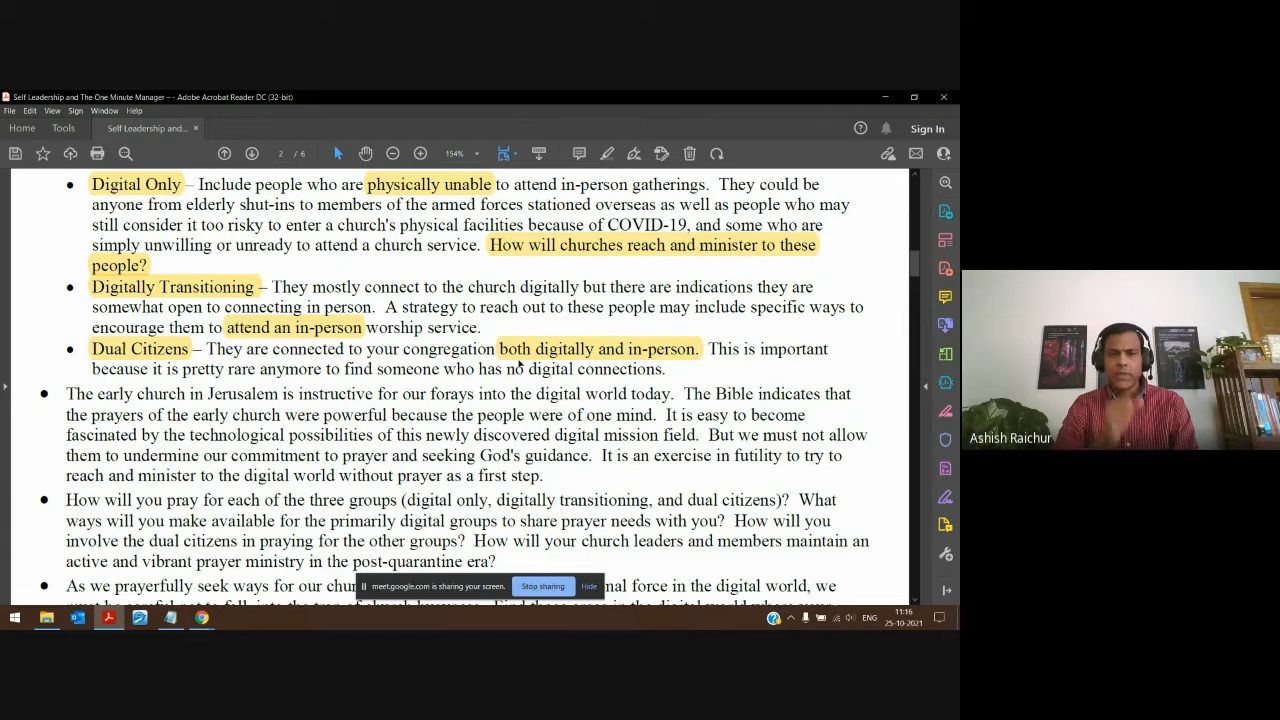 Self Leadership and The One Minute Manager - - Adobe Acrobat Reader DC (32-bit)
File Edit View Sign Window Help
Home Tools Self Leadership and... × Sign In
2 / 6 154%
• Digital Only – Include people who are physically unable to attend in-person gatherings. They could be
anyone from elderly shut-ins to members of the armed forces stationed overseas as well as people who may
still consider it too risky to enter a church's physical facilities because of COVID-19, and some who are
simply unwilling or unready to attend a church service. How will churches reach and minister to these
people?
• Digitally Transitioning – They mostly connect to the church digitally but there are indications they are
somewhat open to connecting in person. A strategy to reach out to these people may include specific ways to
encourage them to attend an in-person worship service.
• Dual Citizens – They are connected to your congregation both digitally and in-person. This is important
because it is pretty rare anymore to find someone who has no digital connections.
• The early church in Jerusalem is instructive for our forays into the digital world today. The Bible indicates that
the prayers of the early church were powerful because the people were of one mind. It is easy to become
fascinated by the technological possibilities of this newly discovered digital mission field. But we must not allow
them to undermine our commitment to prayer and seeking God's guidance. It is an exercise in futility to try to
reach and minister to the digital world without prayer as a first step.
• How will you pray for each of the three groups (digital only, digitally transitioning, and dual citizens)? What
ways will you make available for the primarily digital groups to share prayer needs with you? How will you
involve the dual citizens in praying for the other groups? How will your church leaders and members maintain an
active and vibrant prayer ministry in the post-quarantine era?
• As we prayerfully seek ways for our chur nal force in the digital world, we
meet.google.com is sharing your screen. Stop sharing Hide
ENG 11:16
25-10-2021
Ashish Raichur